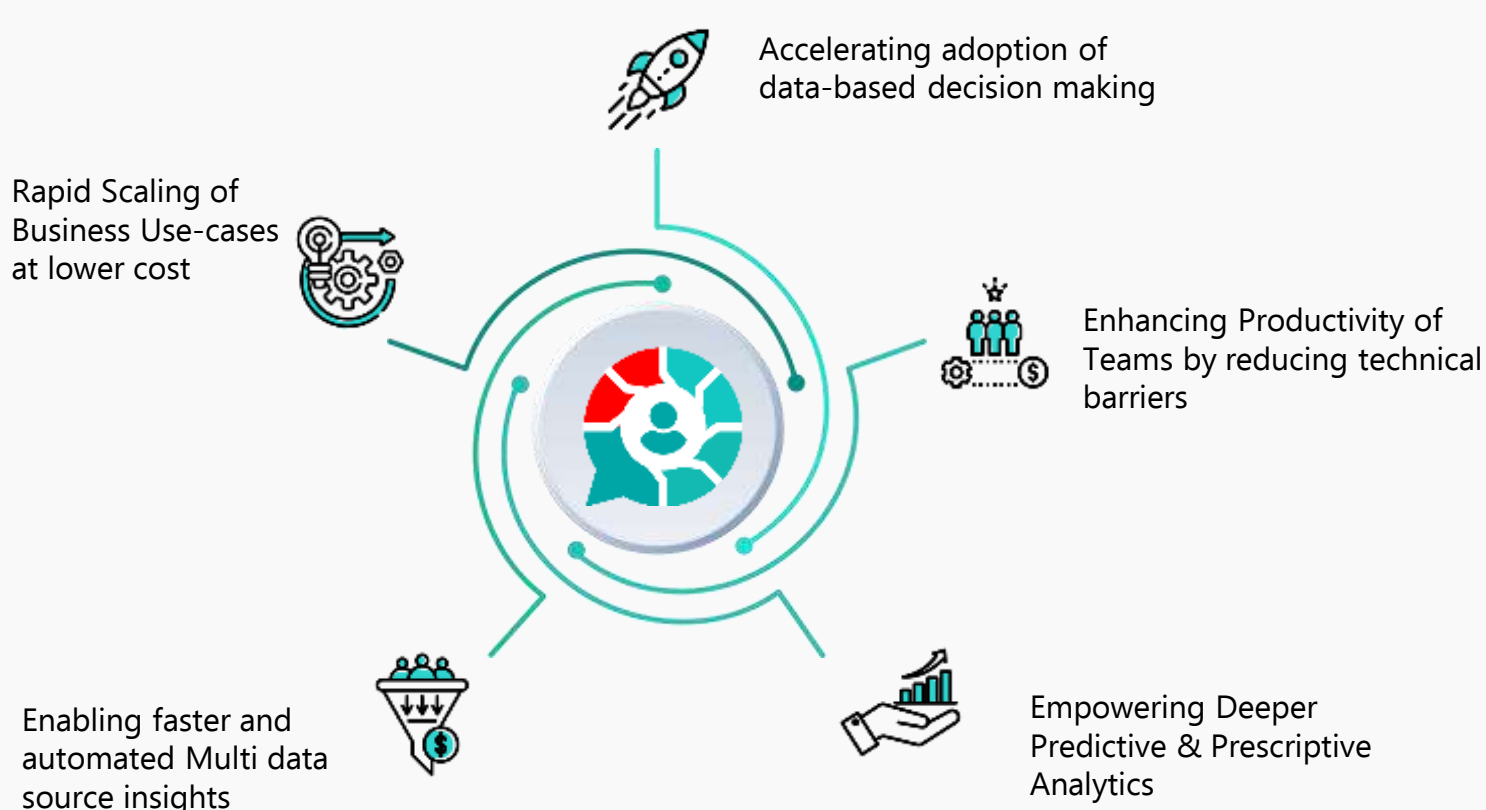 Accelerating adoption of
data-based decision making
Rapid Scaling of
Business Use-cases
at lower cost
Enhancing Productivity of
Teams by reducing technical
barriers
$
Enabling faster and
automated Multi data
source insights
$
Empowering Deeper
Predictive & Prescriptive
Analytics